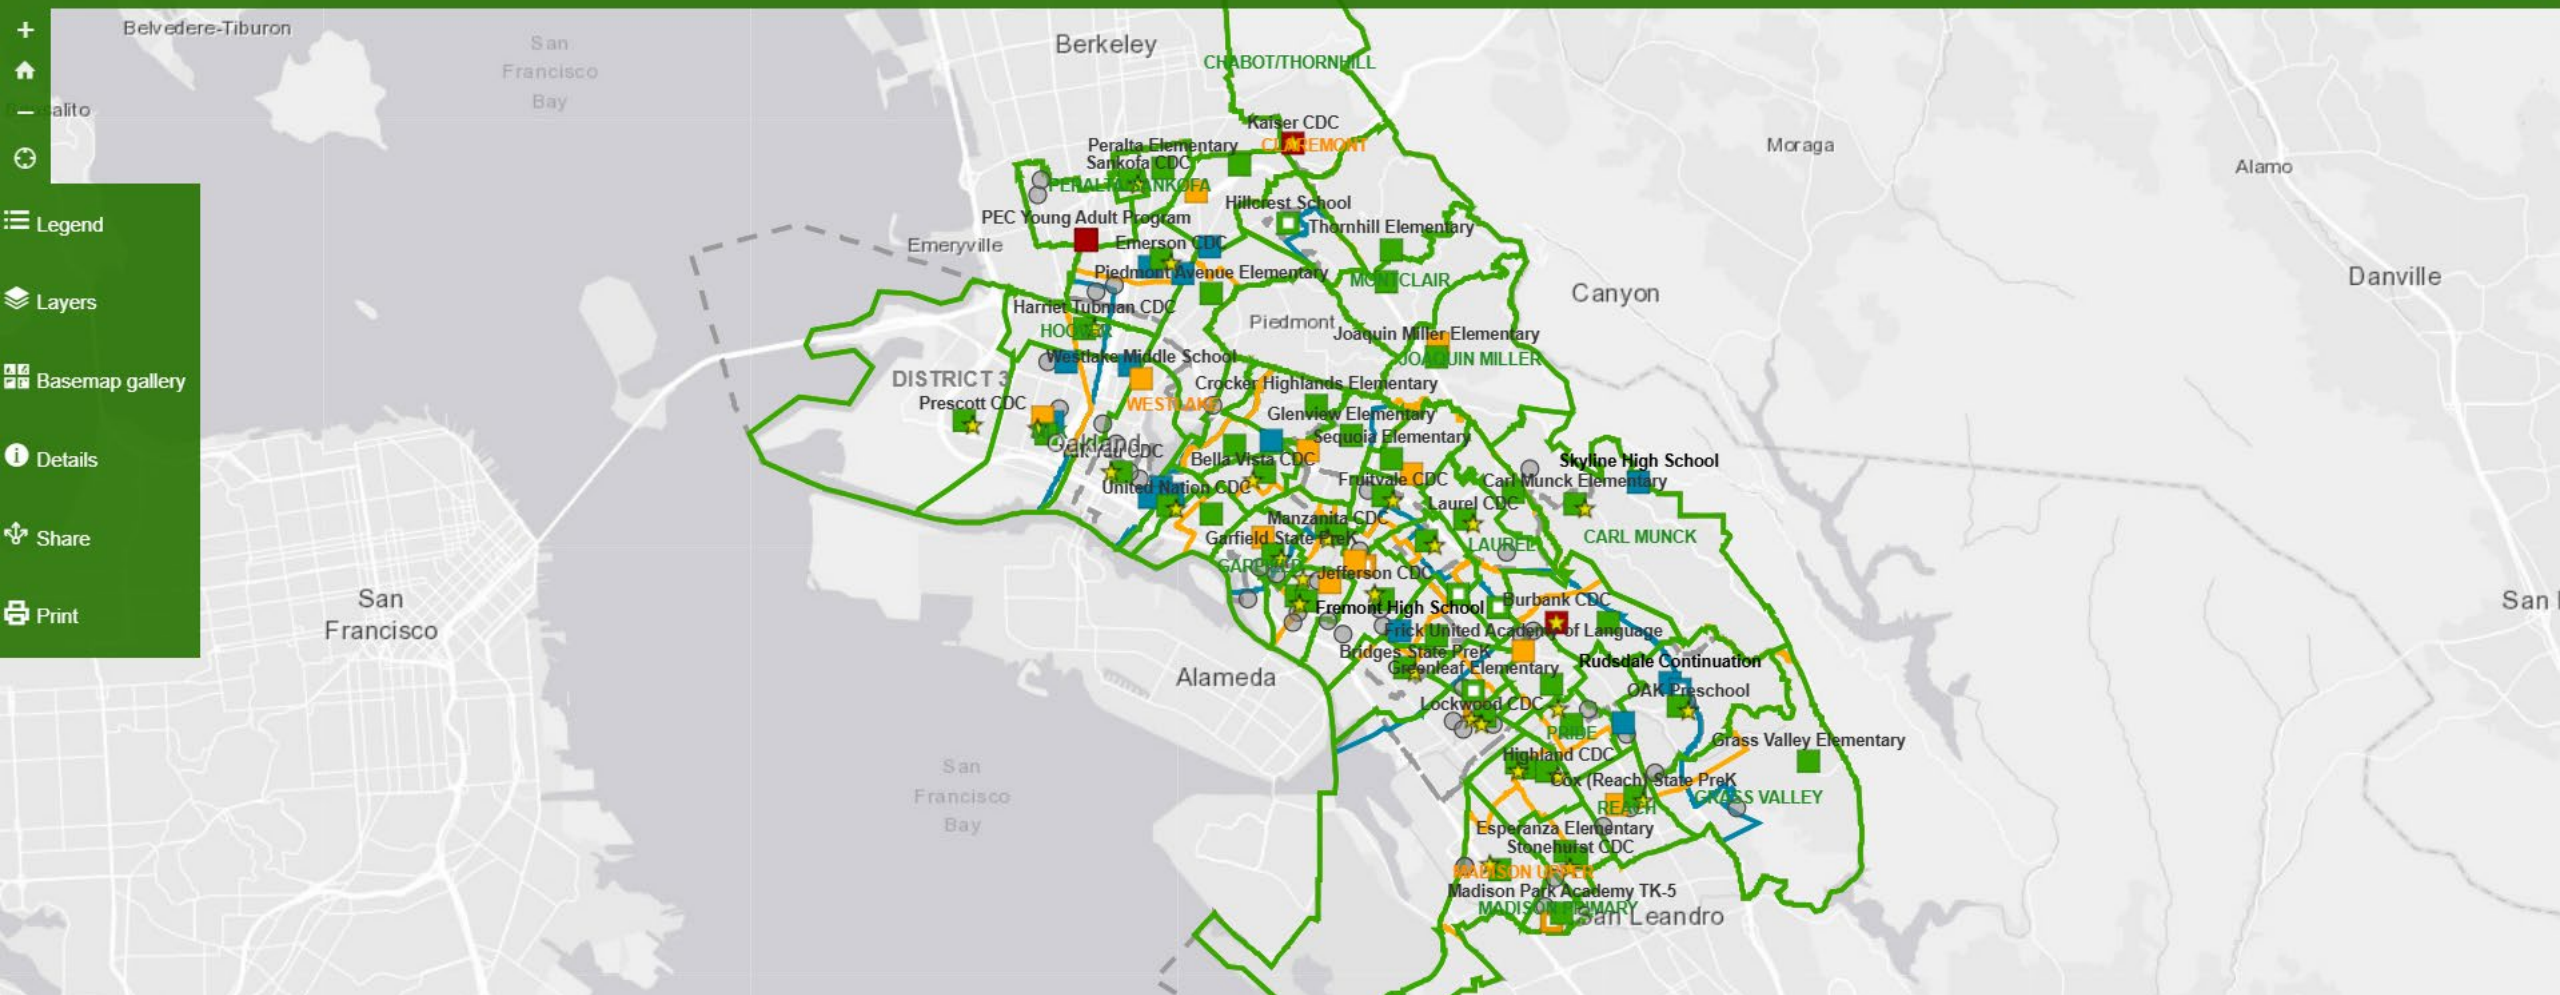 Belvedere-Tiburon
San
Francisco
Bay
Berkeley
CHABOT/THORNHILL
Kaiser CDC
CLAREMONT
Moraga
Alamo
Peralta Elementary
Sankofa CDC
Legend
PEC Young Adult Program
Hillcrest School
Thornhill Elementary
Emeryville
Emerson CDC
Piedmont Avenue Elementary
MONTCLAIR
Danville
Canyon
Layers
Harriet Tubman CDC
HOOVER
Piedmont
Joaquin Miller Elementary
JOAQUIN MILLER
Westlake Middle School
DISTRICT 3
Basemap gallery
Crocker Highlands Elementary
Prescott CDC
WESTLAKE
Glenview Elementary
Sequoia Elementary
Oakland
Details
Bella Vista CDC
Skyline High School
Fruitvale CDC
Carl Munck Elementary
United Nation CDC
Laurel CDC
Manzanita CDC
Share
Garfield State PreK
LAUREL
CARL MUNCK
GARFIELD
Jefferson CDC
San
Francisco
Print
Burbank CDC
Fremont High School
Frick United Academy of Language
Bridges State PreK
Rudsdale Continuation
Greenleaf Elementary
Alameda
OAK Preschool
Lockwood CDC
PRIDE
Grass Valley Elementary
Highland CDC
San
Francisco
Bay
Cox (Reach) State PreK
REACH
GRASS VALLEY
Esperanza Elementary
Stonehurst CDC
MADISON UPPER
Madison Park Academy TK-5
MADISON PRIMARY
San Leandro